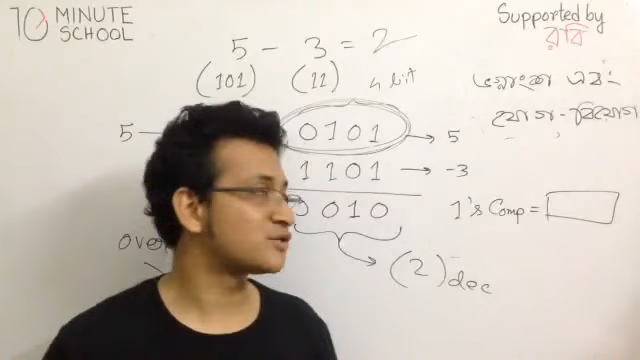 10 MINUTE
SCHOOL
Supported by
রবি
5 - 3 = 2
(101) (11) 4 bit
যোগ-বিয়োগ
5 — 0101 → 5
1101 → -3
0010
1's Comp =
over
(2)dec